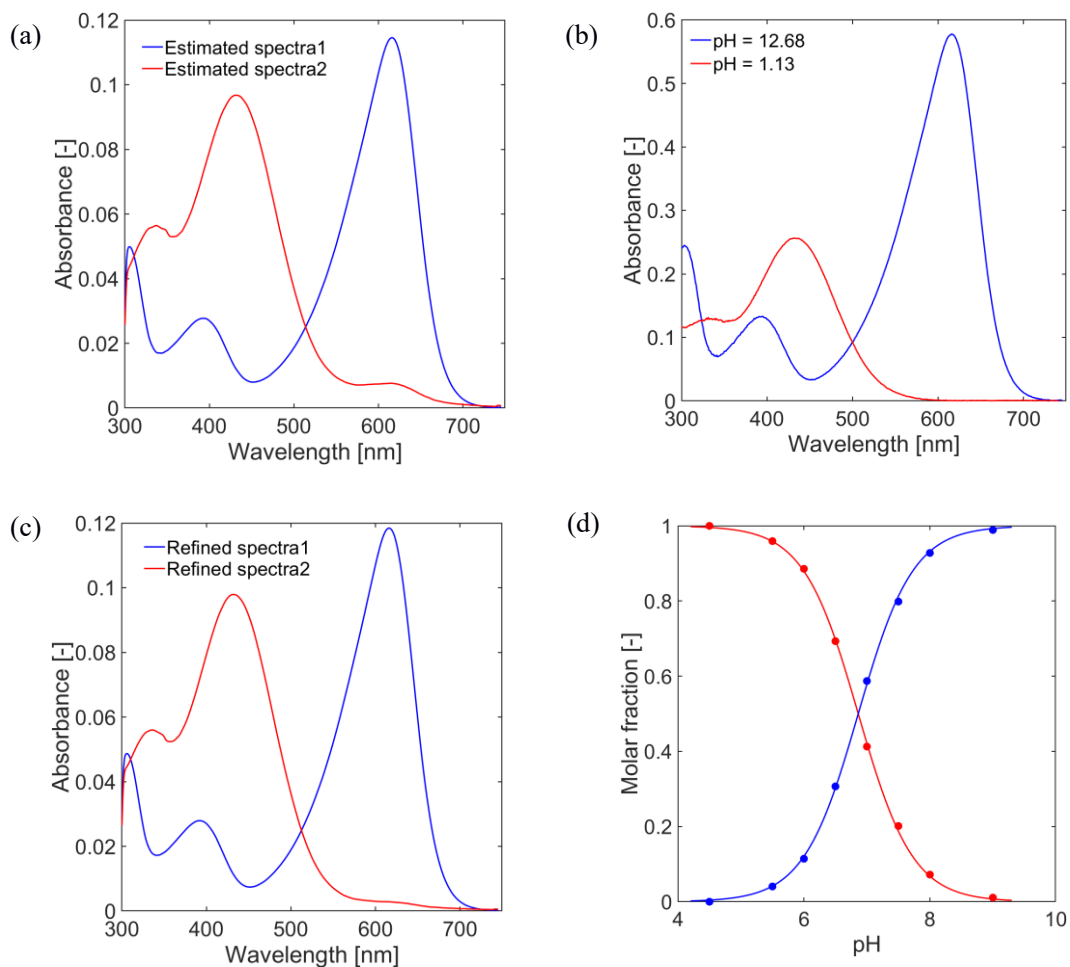 (a)
Absorbance [-]
0.12
0.1
0.08
0.06
0.04
0.02
0
Estimated spectra1
Estimated spectra2
300 400 500 600 700
Wavelength [nm]
(b)
Absorbance [-]
0.6
0.5
0.4
0.3
0.2
0.1
0
pH = 12.68
pH = 1.13
300 400 500 600 700
Wavelength [nm]
(c)
Absorbance [-]
0.12
0.1
0.08
0.06
0.04
0.02
0
Refined spectra1
Refined spectra2
300 400 500 600 700
Wavelength [nm]
(d)
Molar fraction [-]
1
0.8
0.6
0.4
0.2
0
4 6 8 10
pH